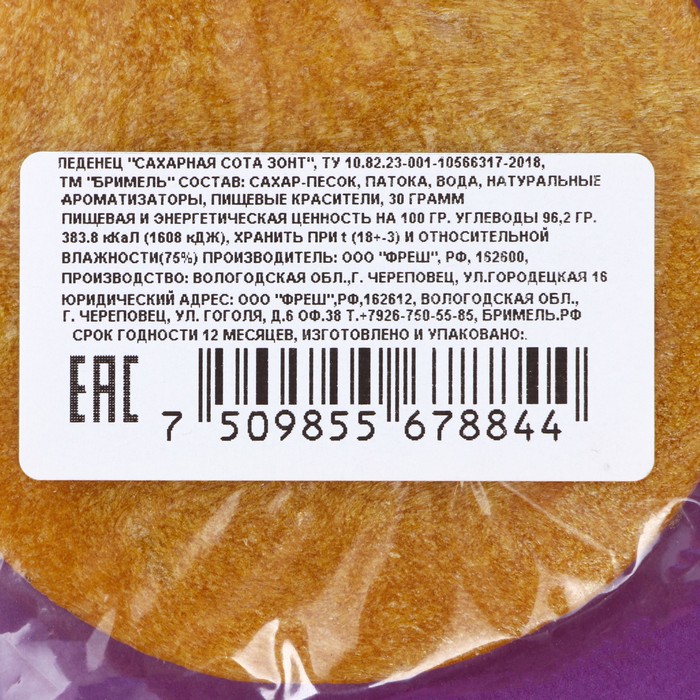 ЛЕДЕНЕЦ "САХАРНАЯ СОТА ЗОНТ", ТУ 10.82.23-001-10566317-2018,
ТМ "БРИМЕЛЬ" СОСТАВ: САХАР-ПЕСОК, ПАТОКА, ВОДА, НАТУРАЛЬНЫЕ
АРОМАТИЗАТОРЫ, ПИЩЕВЫЕ КРАСИТЕЛИ, 30 ГРАММ
ПИЩЕВАЯ И ЭНЕРГЕТИЧЕСКАЯ ЦЕННОСТЬ НА 100 ГР. УГЛЕВОДЫ 96,2 ГР.
383.8 кКаЛ (1608 кДЖ), ХРАНИТЬ ПРИ t (18+-3) И ОТНОСИТЕЛЬНОЙ
ВЛАЖНОСТИ(75%) ПРОИЗВОДИТЕЛЬ: ООО "ФРЕШ", РФ, 162600,
ПРОИЗВОДСТВО: ВОЛОГОДСКАЯ ОБЛ.,Г. ЧЕРЕПОВЕЦ, УЛ.ГОРОДЕЦКАЯ 16
ЮРИДИЧЕСКИЙ АДРЕС: ООО "ФРЕШ",РФ,162612, ВОЛОГОДСКАЯ ОБЛ.,
Г. ЧЕРЕПОВЕЦ, УЛ. ГОГОЛЯ, Д.6 ОФ.38 Т.+7926-750-55-85, БРИМЕЛЬ.РФ
СРОК ГОДНОСТИ 12 МЕСЯЦЕВ, ИЗГОТОВЛЕНО И УПАКОВАНО:.
ЕАС
7 509855 678844